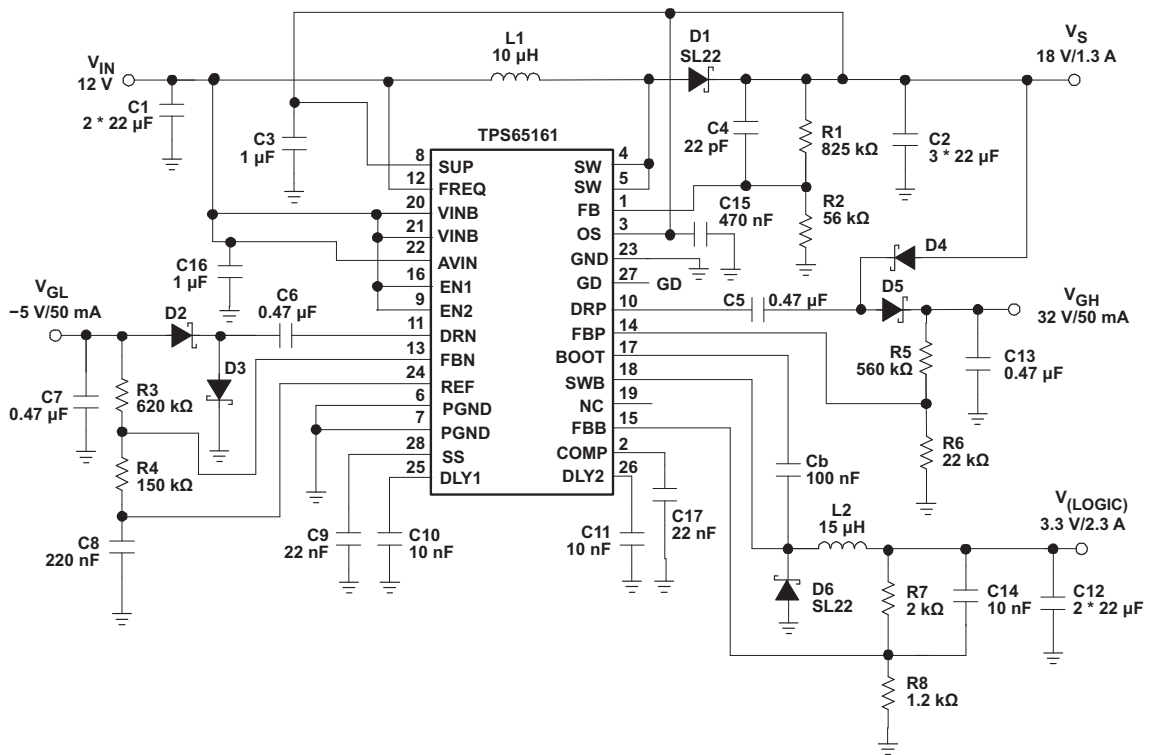 V_S
18 V/1.3 A
D1
SL22
L1
10 µH
V_IN
12 V
C1
2 * 22 µF
C3
1 µF
TPS65161
C4
22 pF
R1
825 kΩ
C2
3 * 22 µF
8
SUP
12
FREQ
20
VINB
21
VINB
22
AVIN
16
EN1
9
EN2
11
DRN
13
FBN
24
REF
6
PGND
7
PGND
28
SS
25
DLY1
4
SW
5
SW
1
FB
3
OS
23
GND
27
GD
GD
10
DRP
14
FBP
17
BOOT
18
SWB
19
NC
15
FBB
2
COMP
26
DLY2
C15
470 nF
R2
56 kΩ
D4
C16
1 µF
V_GL
−5 V/50 mA
D2
C6
0.47 µF
C5
0.47 µF
D5
V_GH
32 V/50 mA
D3
R3
620 kΩ
C7
0.47 µF
R5
560 kΩ
C13
0.47 µF
R4
150 kΩ
R6
22 kΩ
Cb
100 nF
C8
220 nF
C9
22 nF
C10
10 nF
C11
10 nF
C17
22 nF
L2
15 µH
V_(LOGIC)
3.3 V/2.3 A
D6
SL22
R7
2 kΩ
C14
10 nF
C12
2 * 22 µF
R8
1.2 kΩ